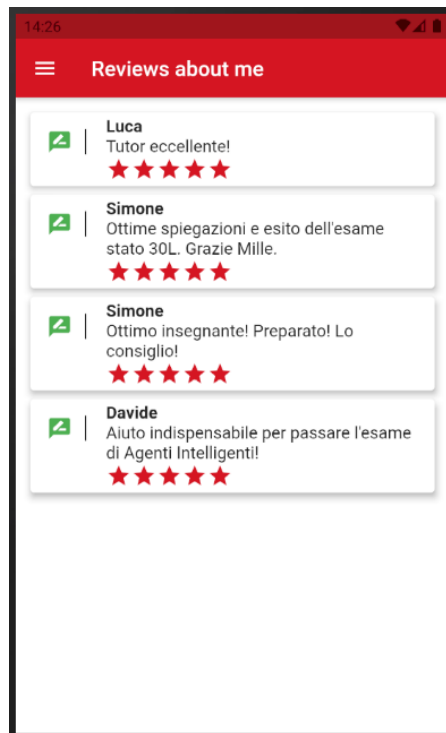 14:26
Reviews about me
Luca
Tutor eccellente!
Simone
Ottime spiegazioni e esito dell'esame
stato 30L. Grazie Mille.
Simone
Ottimo insegnante! Preparato! Lo
consiglio!
Davide
Aiuto indispensabile per passare l'esame
di Agenti Intelligenti!